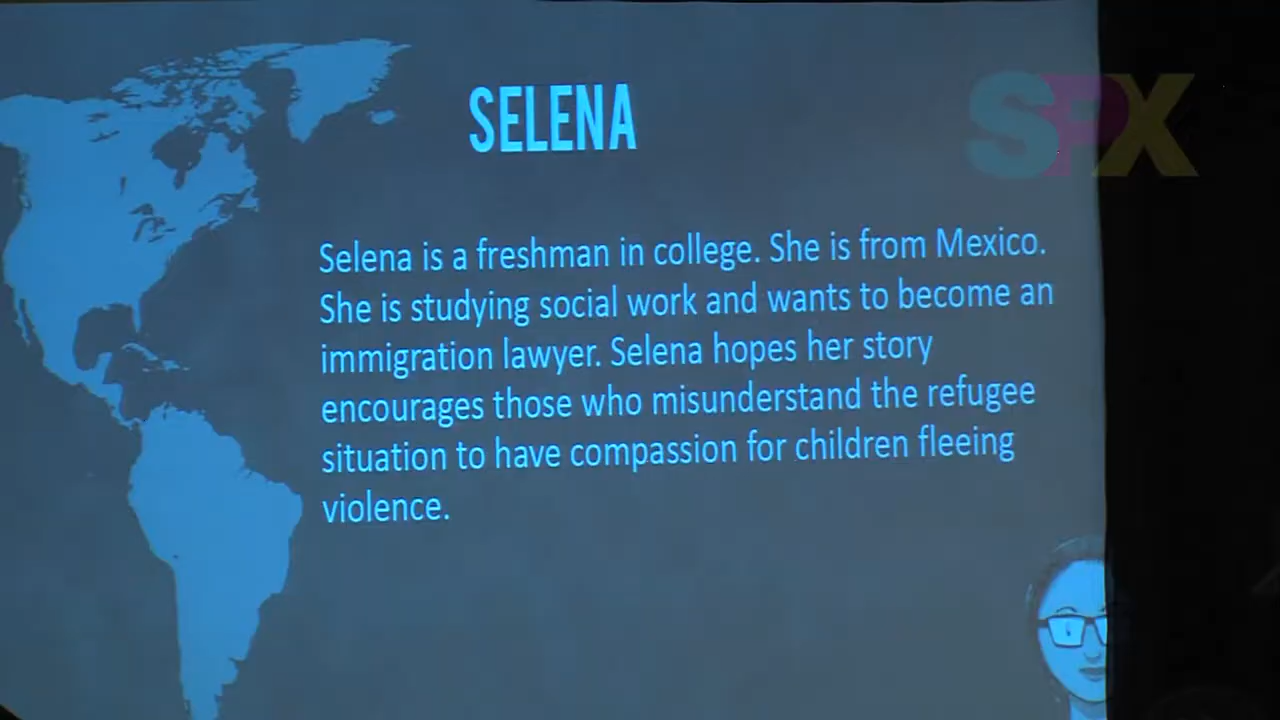 SELENA
SPX
Selena is a freshman in college. She is from Mexico.
She is studying social work and wants to become an
immigration lawyer. Selena hopes her story
encourages those who misunderstand the refugee
situation to have compassion for children fleeing
violence.